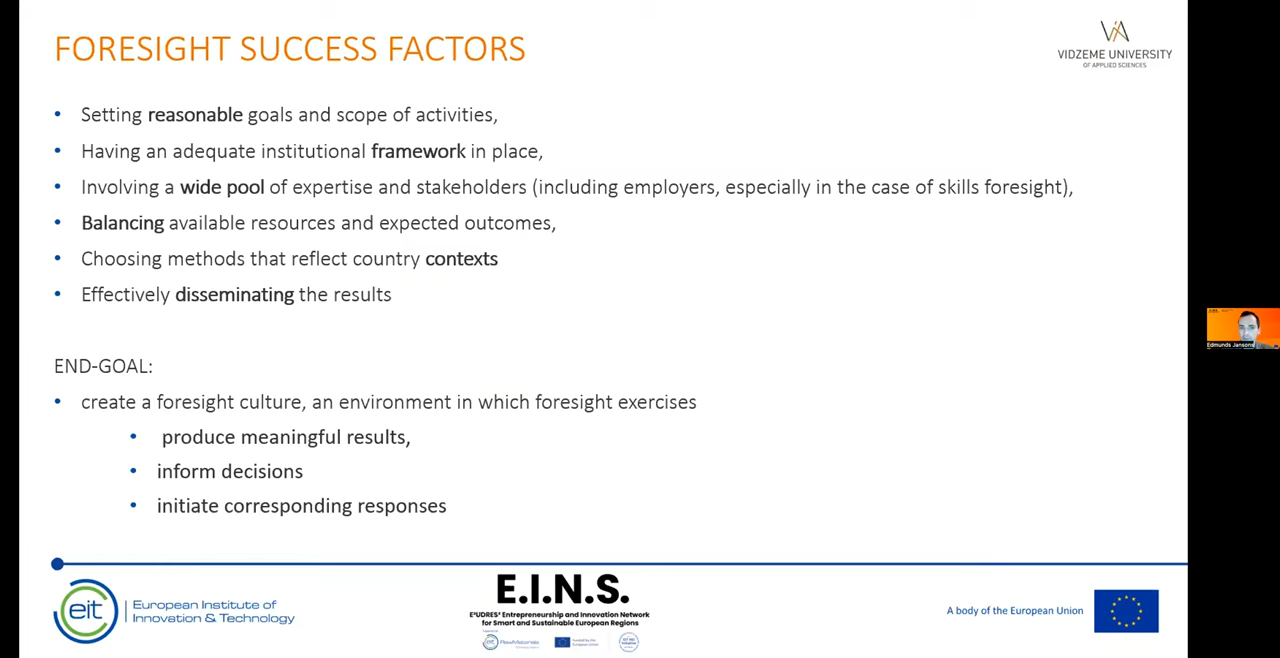 FORESIGHT SUCCESS FACTORS
VIDZEME UNIVERSITY
OF APPLIED SCIENCES
• Setting reasonable goals and scope of activities,
• Having an adequate institutional framework in place,
• Involving a wide pool of expertise and stakeholders (including employers, especially in the case of skills foresight),
• Balancing available resources and expected outcomes,
• Choosing methods that reflect country contexts
• Effectively disseminating the results
Edmunds Jansons
END-GOAL:
• create a foresight culture, an environment in which foresight exercises
• produce meaningful results,
• inform decisions
• initiate corresponding responses
eit
European Institute of
Innovation & Technology
E.I.N.S.
E³UDRES² Entrepreneurship and Innovation Network
for Smart and Sustainable European Regions
eit RawMaterials
A body of the European Union